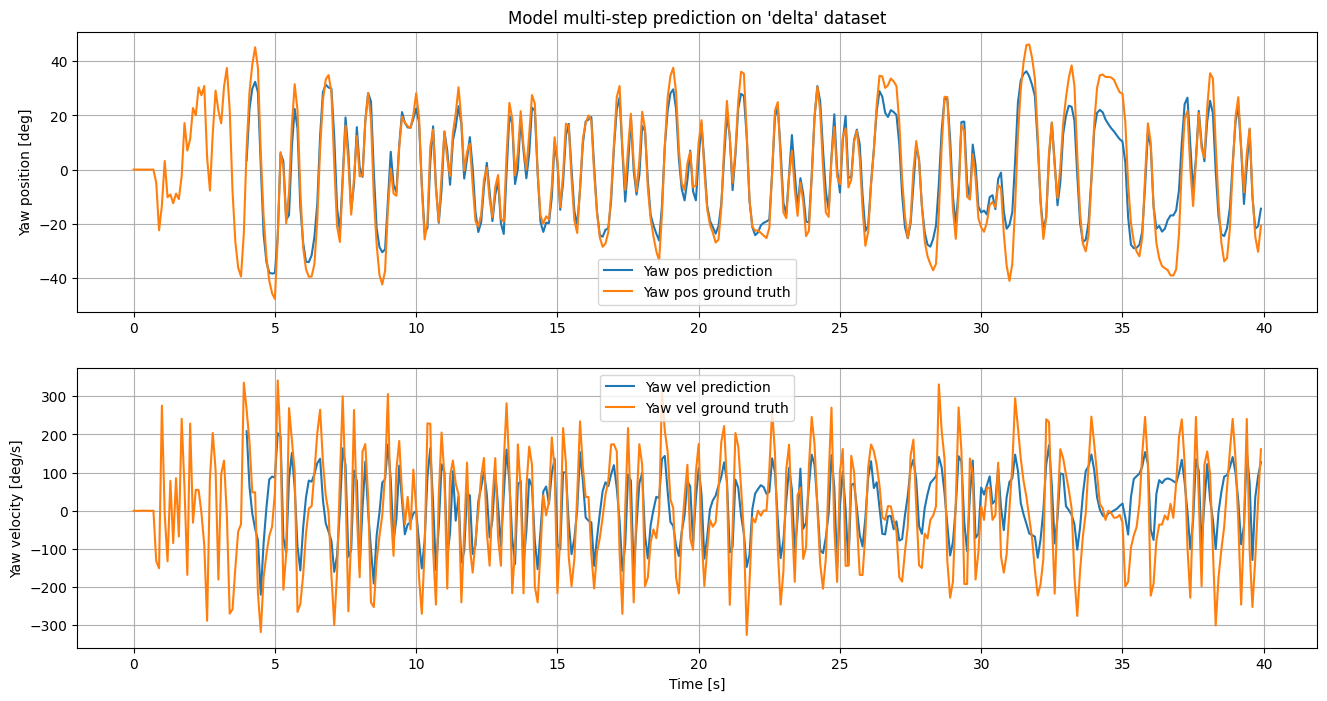 Model multi-step prediction on 'delta' dataset
Yaw position [deg]
40
20
0
−20
−40
Yaw pos prediction
Yaw pos ground truth
0 5 10 15 20 25 30 35 40
Yaw velocity [deg/s]
300
200
100
0
−100
−200
−300
Yaw vel prediction
Yaw vel ground truth
0 5 10 15 20 25 30 35 40
Time [s]